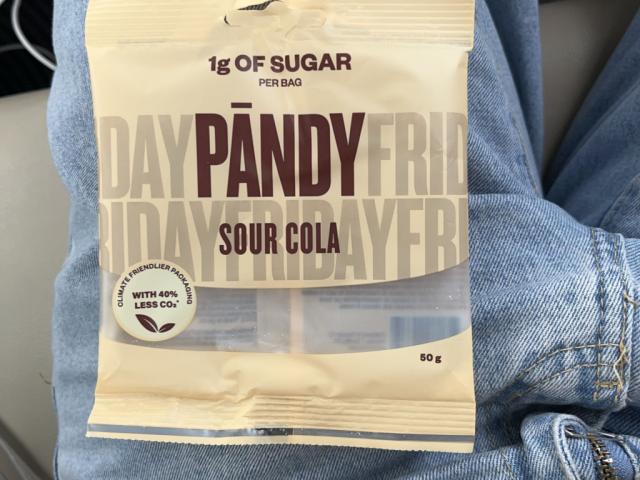 1g OF SUGAR
PER BAG
DAY PĀNDY FRID
RIDAYFRIDAYFRI
SOUR COLA
CLIMATE FRIENDLIER PACKAGING
WITH 40%
LESS CO₂*
50 g